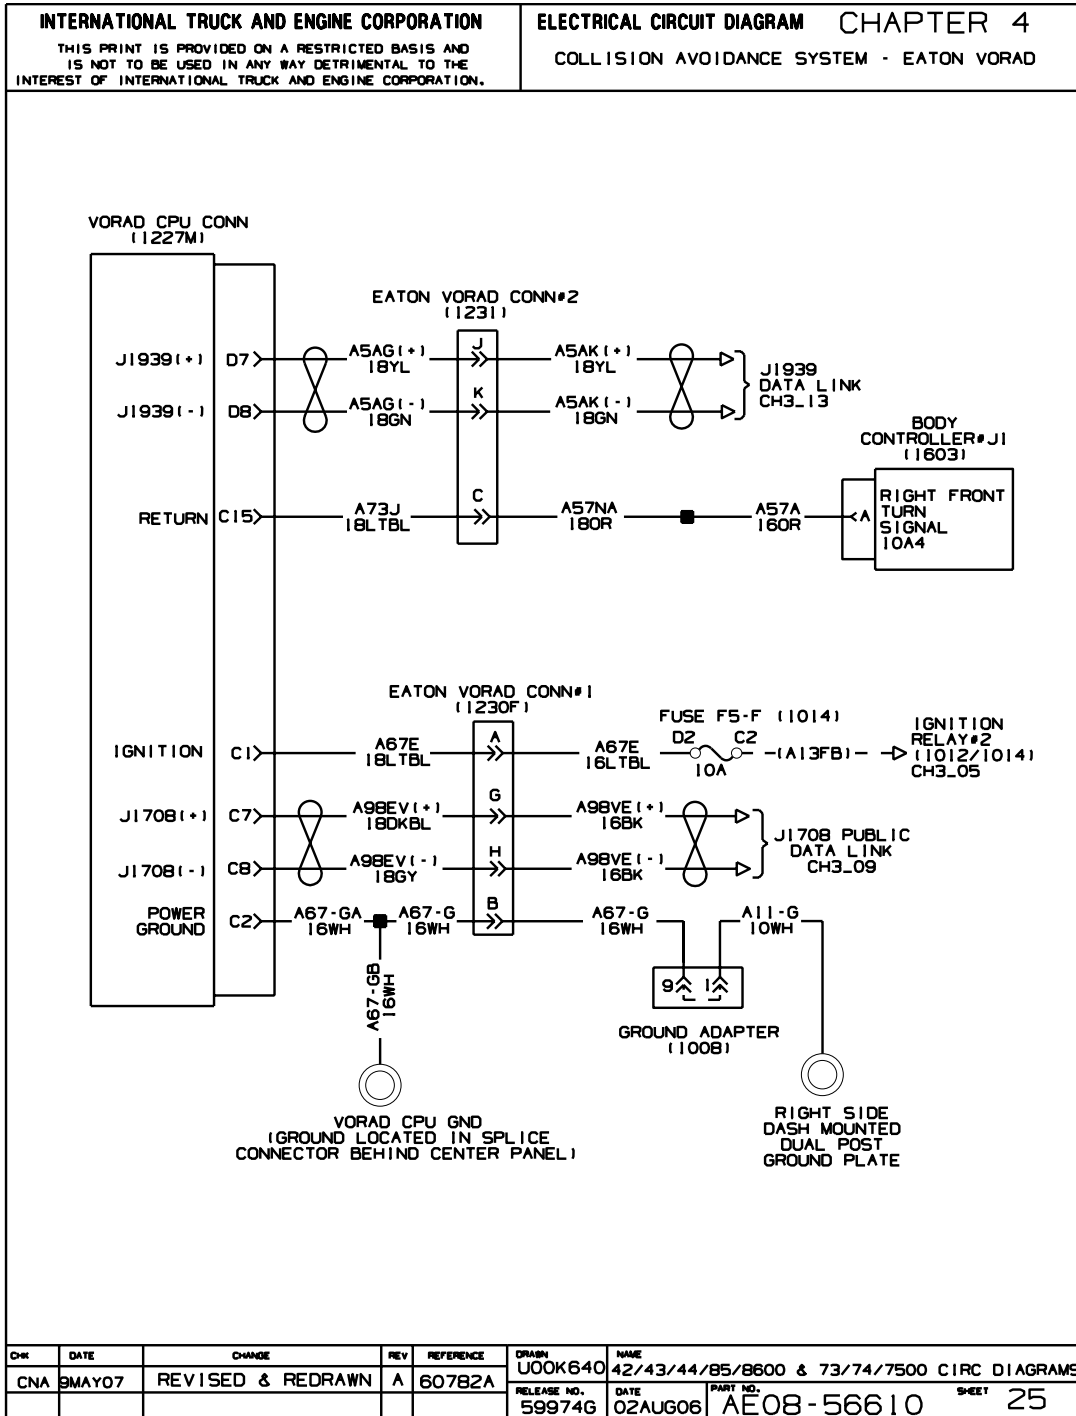 INTERNATIONAL TRUCK AND ENGINE CORPORATION
THIS PRINT IS PROVIDED ON A RESTRICTED BASIS AND
IS NOT TO BE USED IN ANY WAY DETRIMENTAL TO THE
INTEREST OF INTERNATIONAL TRUCK AND ENGINE CORPORATION.
ELECTRICAL CIRCUIT DIAGRAM CHAPTER 4
COLLISION AVOIDANCE SYSTEM - EATON VORAD
VORAD CPU CONN
(1227M)
EATON VORAD CONN#2
(1231)
J1939(+) D7
A5AG(+)
18YL
J
A5AK(+)
18YL
J1939(-) D8
A5AG(-)
18GN
K
A5AK(-)
18GN
J1939
DATA LINK
CH3_13
BODY
CONTROLLER#J1
(1603)
RETURN C15
A73J
18LTBL
C
A57NA
18OR
A57A
16OR
A
RIGHT FRONT
TURN
SIGNAL
10A4
EATON VORAD CONN#1
(1230F)
IGNITION C1
A67E
18LTBL
A
A67E
16LTBL
FUSE F5-F (1014)
D2 C2
10A
(A13FB)
IGNITION
RELAY#2
(1012/1014)
CH3_05
J1708(+) C7
A98EV(+)
18DKBL
G
A98VE(+)
16BK
J1708(-) C8
A98EV(-)
18GY
H
A98VE(-)
16BK
J1708 PUBLIC
DATA LINK
CH3_09
POWER
GROUND
C2
A67-GA
16WH
A67-G
16WH
B
A67-G
16WH
A11-G
10WH
A67-GB
16WH
9 1
GROUND ADAPTER
(1008)
VORAD CPU GND
(GROUND LOCATED IN SPLICE
CONNECTOR BEHIND CENTER PANEL)
RIGHT SIDE
DASH MOUNTED
DUAL POST
GROUND PLATE
CHK DATE CHANGE REV REFERENCE
CNA 9MAY07 REVISED & REDRAWN A 60782A
DRAWN
U00K640
NAME
42/43/44/85/8600 & 73/74/7500 CIRC DIAGRAMS
RELEASE NO.
59974G
DATE
02AUG06
PART NO.
AE08-56610
SHEET 25